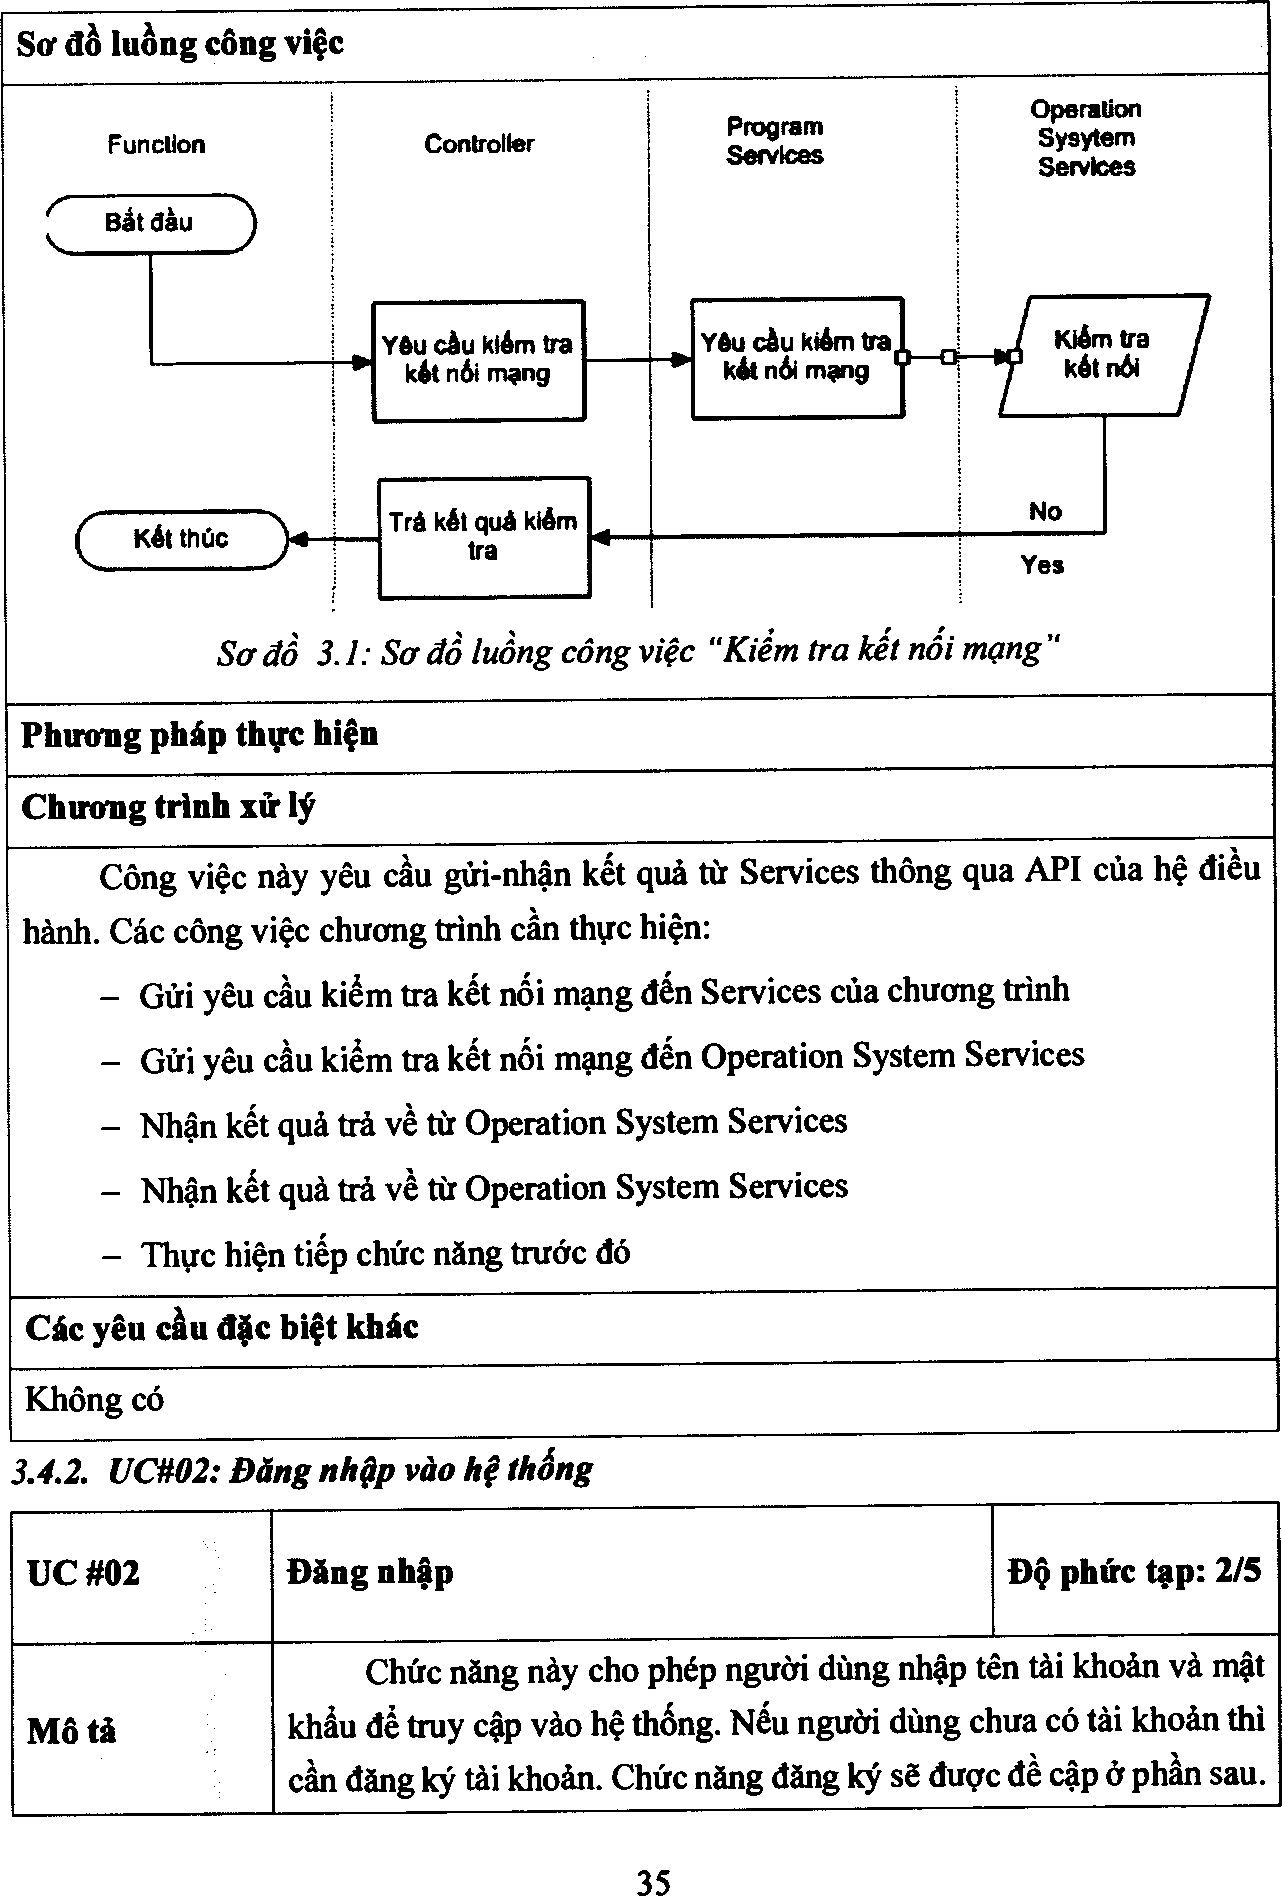 Sơ đồ luồng công việc
Function
Controller
Program
Services
Operation
Sysytem
Services
Bắt đầu
Yêu cầu kiểm tra
kết nối mạng
Yêu cầu kiểm tra
kết nối mạng
Kiểm tra
kết nối
No
Yes
Trả kết quả kiểm
tra
Kết thúc
Sơ đồ 3.1: Sơ đồ luồng công việc "Kiểm tra kết nối mạng"
Phương pháp thực hiện
Chương trình xử lý
Công việc này yêu cầu gửi-nhận kết quả từ Services thông qua API của hệ điều
hành. Các công việc chương trình cần thực hiện:
– Gửi yêu cầu kiểm tra kết nối mạng đến Services của chương trình
– Gửi yêu cầu kiểm tra kết nối mạng đến Operation System Services
– Nhận kết quả trả về từ Operation System Services
– Nhận kết quả trả về từ Operation System Services
– Thực hiện tiếp chức năng trước đó
Các yêu cầu đặc biệt khác
Không có
3.4.2. UC#02: Đăng nhập vào hệ thống
UC #02
Đăng nhập
Độ phức tạp: 2/5
Mô tả
Chức năng này cho phép người dùng nhập tên tài khoản và mật
khẩu để truy cập vào hệ thống. Nếu người dùng chưa có tài khoản thì
cần đăng ký tài khoản. Chức năng đăng ký sẽ được đề cập ở phần sau.
35